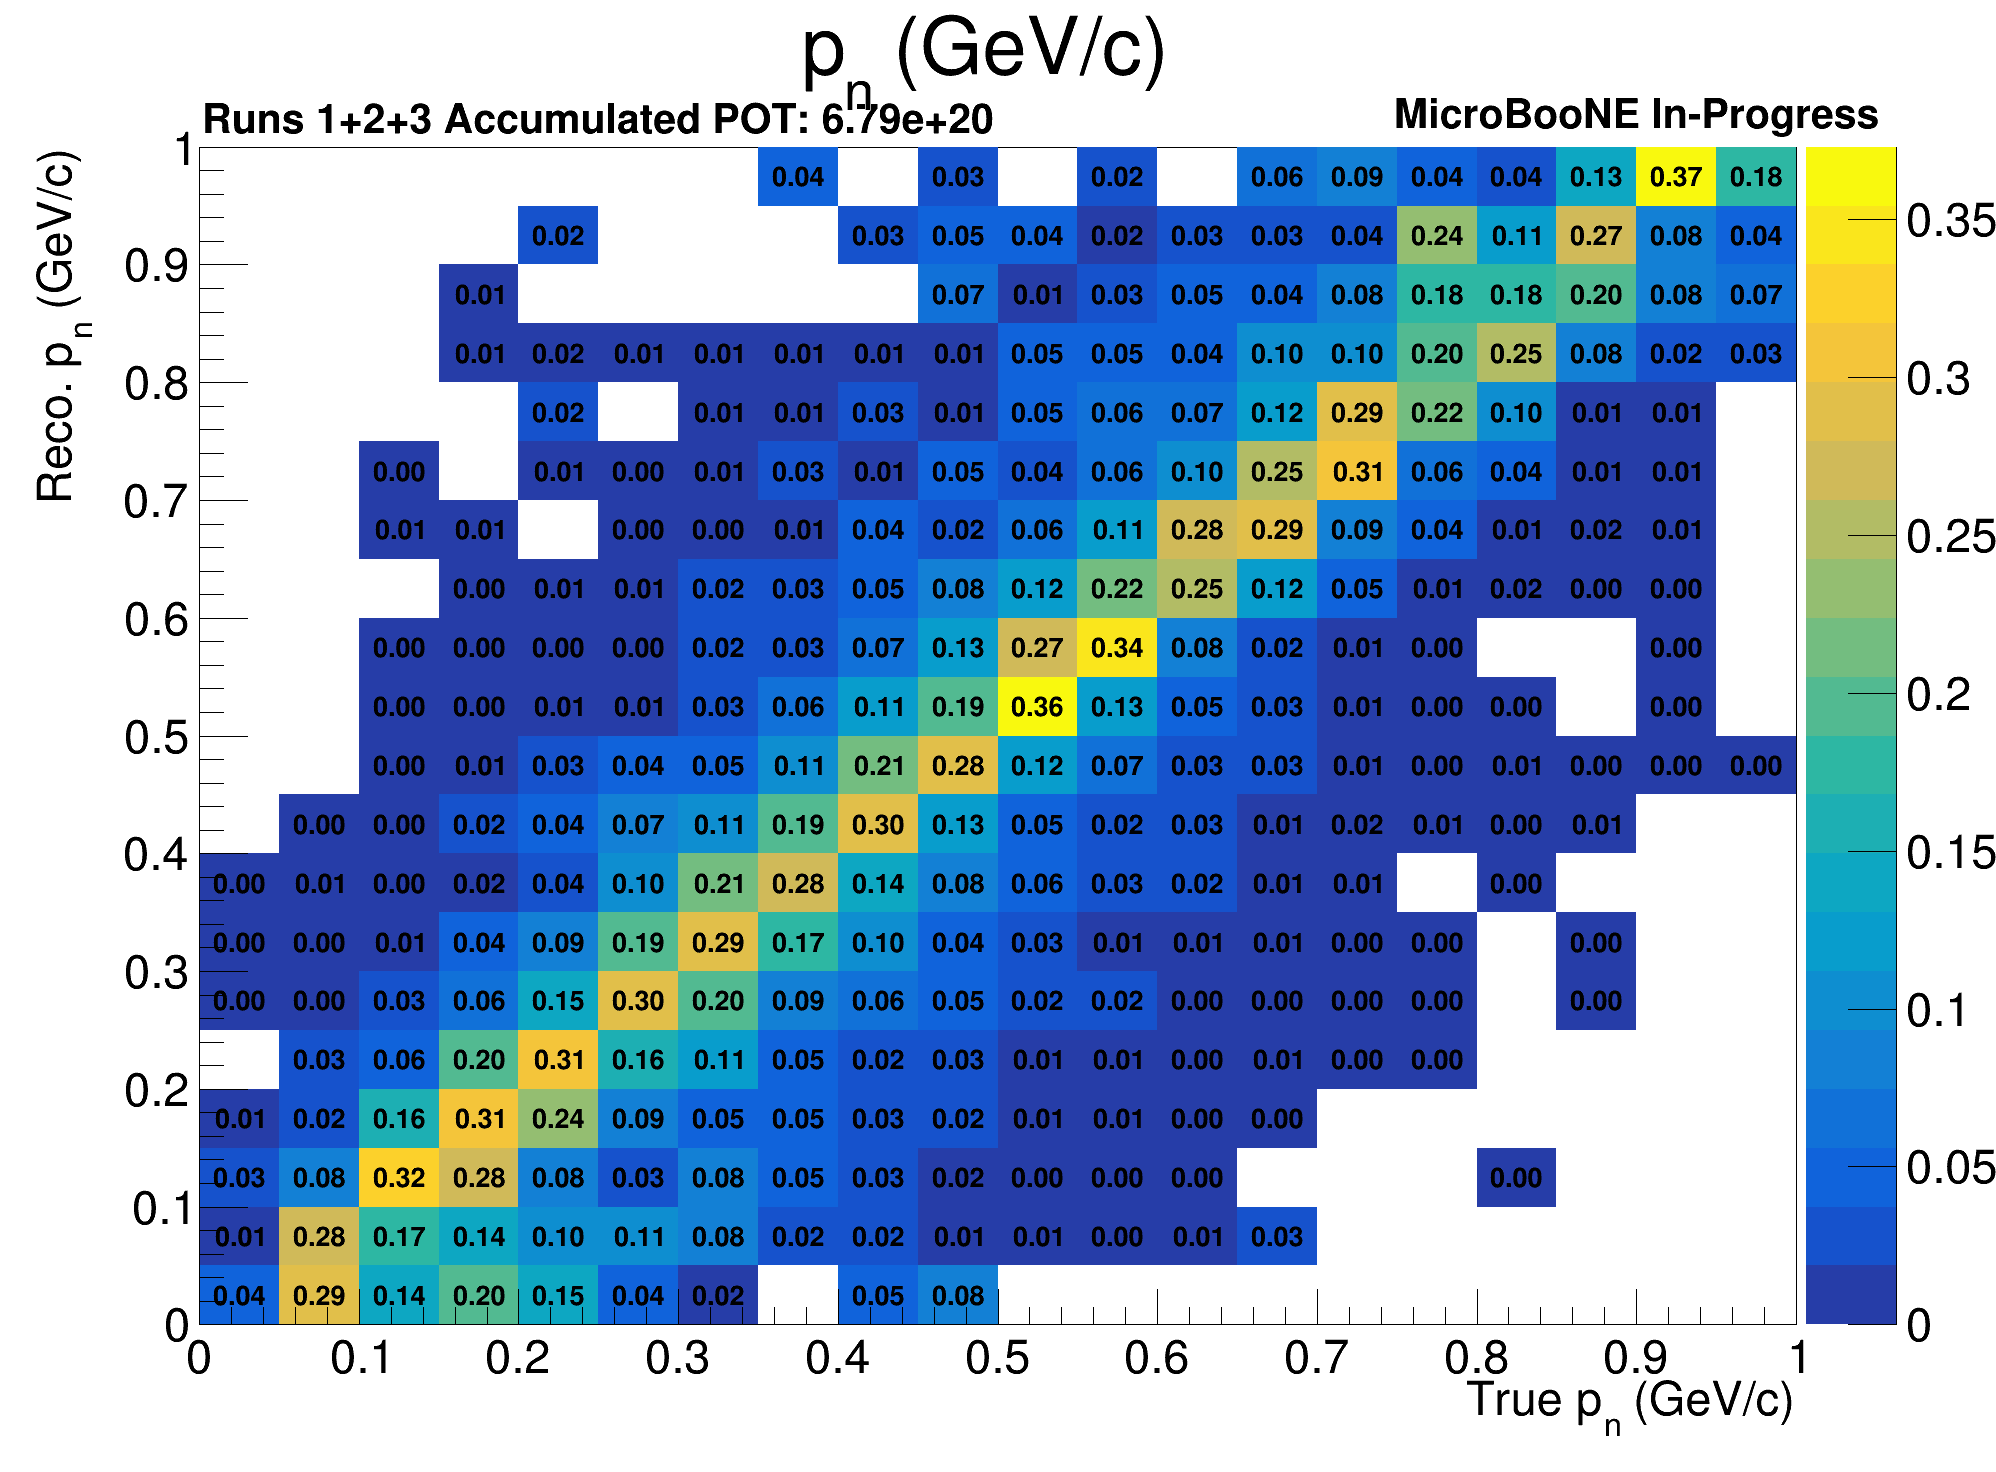 p_n (GeV/c)
Runs 1+2+3 Accumulated POT: 6.79e+20
MicroBooNE In-Progress
Reco. p_n (GeV/c)
1
0.9
0.8
0.7
0.6
0.5
0.4
0.3
0.2
0.1
0
0.04 0.03 0.02 0.06 0.09 0.04 0.04 0.13 0.37 0.18
0.02 0.03 0.05 0.04 0.02 0.03 0.03 0.04 0.24 0.11 0.27 0.08 0.04
0.01 0.07 0.01 0.03 0.05 0.04 0.08 0.18 0.18 0.20 0.08 0.07
0.01 0.02 0.01 0.01 0.01 0.01 0.01 0.05 0.05 0.04 0.10 0.10 0.20 0.25 0.08 0.02 0.03
0.02 0.01 0.01 0.03 0.01 0.05 0.06 0.07 0.12 0.29 0.22 0.10 0.01 0.01
0.00 0.01 0.00 0.01 0.03 0.01 0.05 0.04 0.06 0.10 0.25 0.31 0.06 0.04 0.01 0.01
0.01 0.01 0.00 0.00 0.01 0.04 0.02 0.06 0.11 0.28 0.29 0.09 0.04 0.01 0.02 0.01
0.00 0.01 0.01 0.02 0.03 0.05 0.08 0.12 0.22 0.25 0.12 0.05 0.01 0.02 0.00 0.00
0.00 0.00 0.00 0.00 0.02 0.03 0.07 0.13 0.27 0.34 0.08 0.02 0.01 0.00 0.00
0.00 0.00 0.01 0.01 0.03 0.06 0.11 0.19 0.36 0.13 0.05 0.03 0.01 0.00 0.00 0.00
0.00 0.01 0.03 0.04 0.05 0.11 0.21 0.28 0.12 0.07 0.03 0.03 0.01 0.00 0.01 0.00 0.00 0.00
0.00 0.00 0.02 0.04 0.07 0.11 0.19 0.30 0.13 0.05 0.02 0.03 0.01 0.02 0.01 0.00 0.01
0.00 0.01 0.00 0.02 0.04 0.10 0.21 0.28 0.14 0.08 0.06 0.03 0.02 0.01 0.01 0.00
0.00 0.00 0.01 0.04 0.09 0.19 0.29 0.17 0.10 0.04 0.03 0.01 0.01 0.01 0.00 0.00 0.00
0.00 0.00 0.03 0.06 0.15 0.30 0.20 0.09 0.06 0.05 0.02 0.02 0.00 0.00 0.00 0.00 0.00
0.03 0.06 0.20 0.31 0.16 0.11 0.05 0.02 0.03 0.01 0.01 0.00 0.01 0.00 0.00
0.01 0.02 0.16 0.31 0.24 0.09 0.05 0.05 0.03 0.02 0.01 0.01 0.00 0.00
0.03 0.08 0.32 0.28 0.08 0.03 0.08 0.05 0.03 0.02 0.00 0.00 0.00 0.00
0.01 0.28 0.17 0.14 0.10 0.11 0.08 0.02 0.02 0.01 0.01 0.00 0.01 0.03
0.04 0.29 0.14 0.20 0.15 0.04 0.02 0.05 0.08
0 0.1 0.2 0.3 0.4 0.5 0.6 0.7 0.8 0.9 1
True p_n (GeV/c)
0.35
0.3
0.25
0.2
0.15
0.1
0.05
0